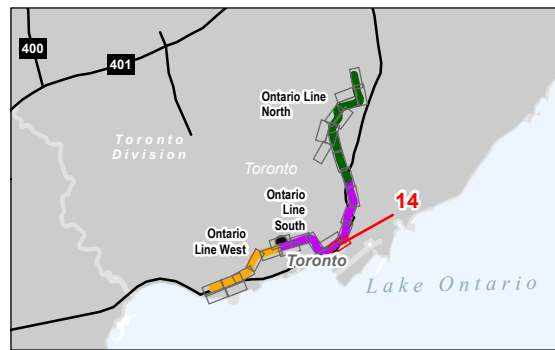 400
401
Ontario Line
North
Toronto
Division
Toronto
Ontario
Line
South
14
Ontario
Line West
Toronto
Lake Ontario